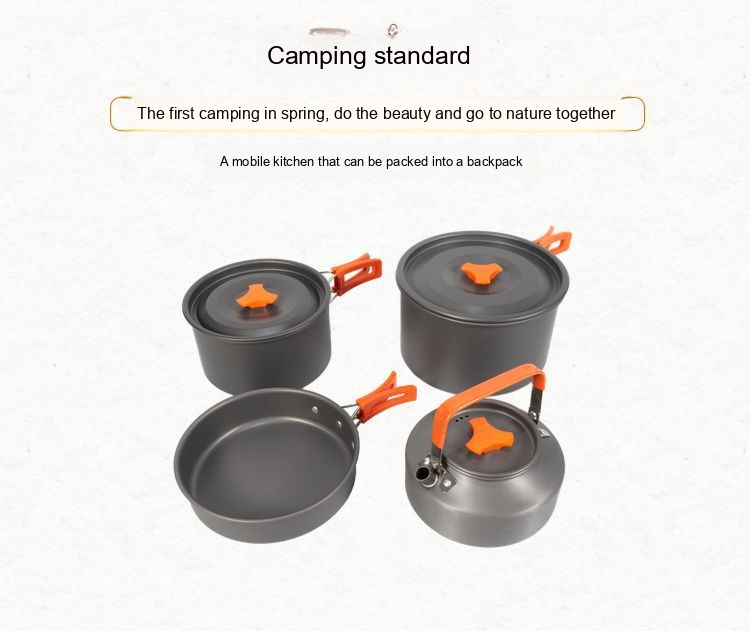 Camping standard
The first camping in spring, do the beauty and go to nature together
A mobile kitchen that can be packed into a backpack